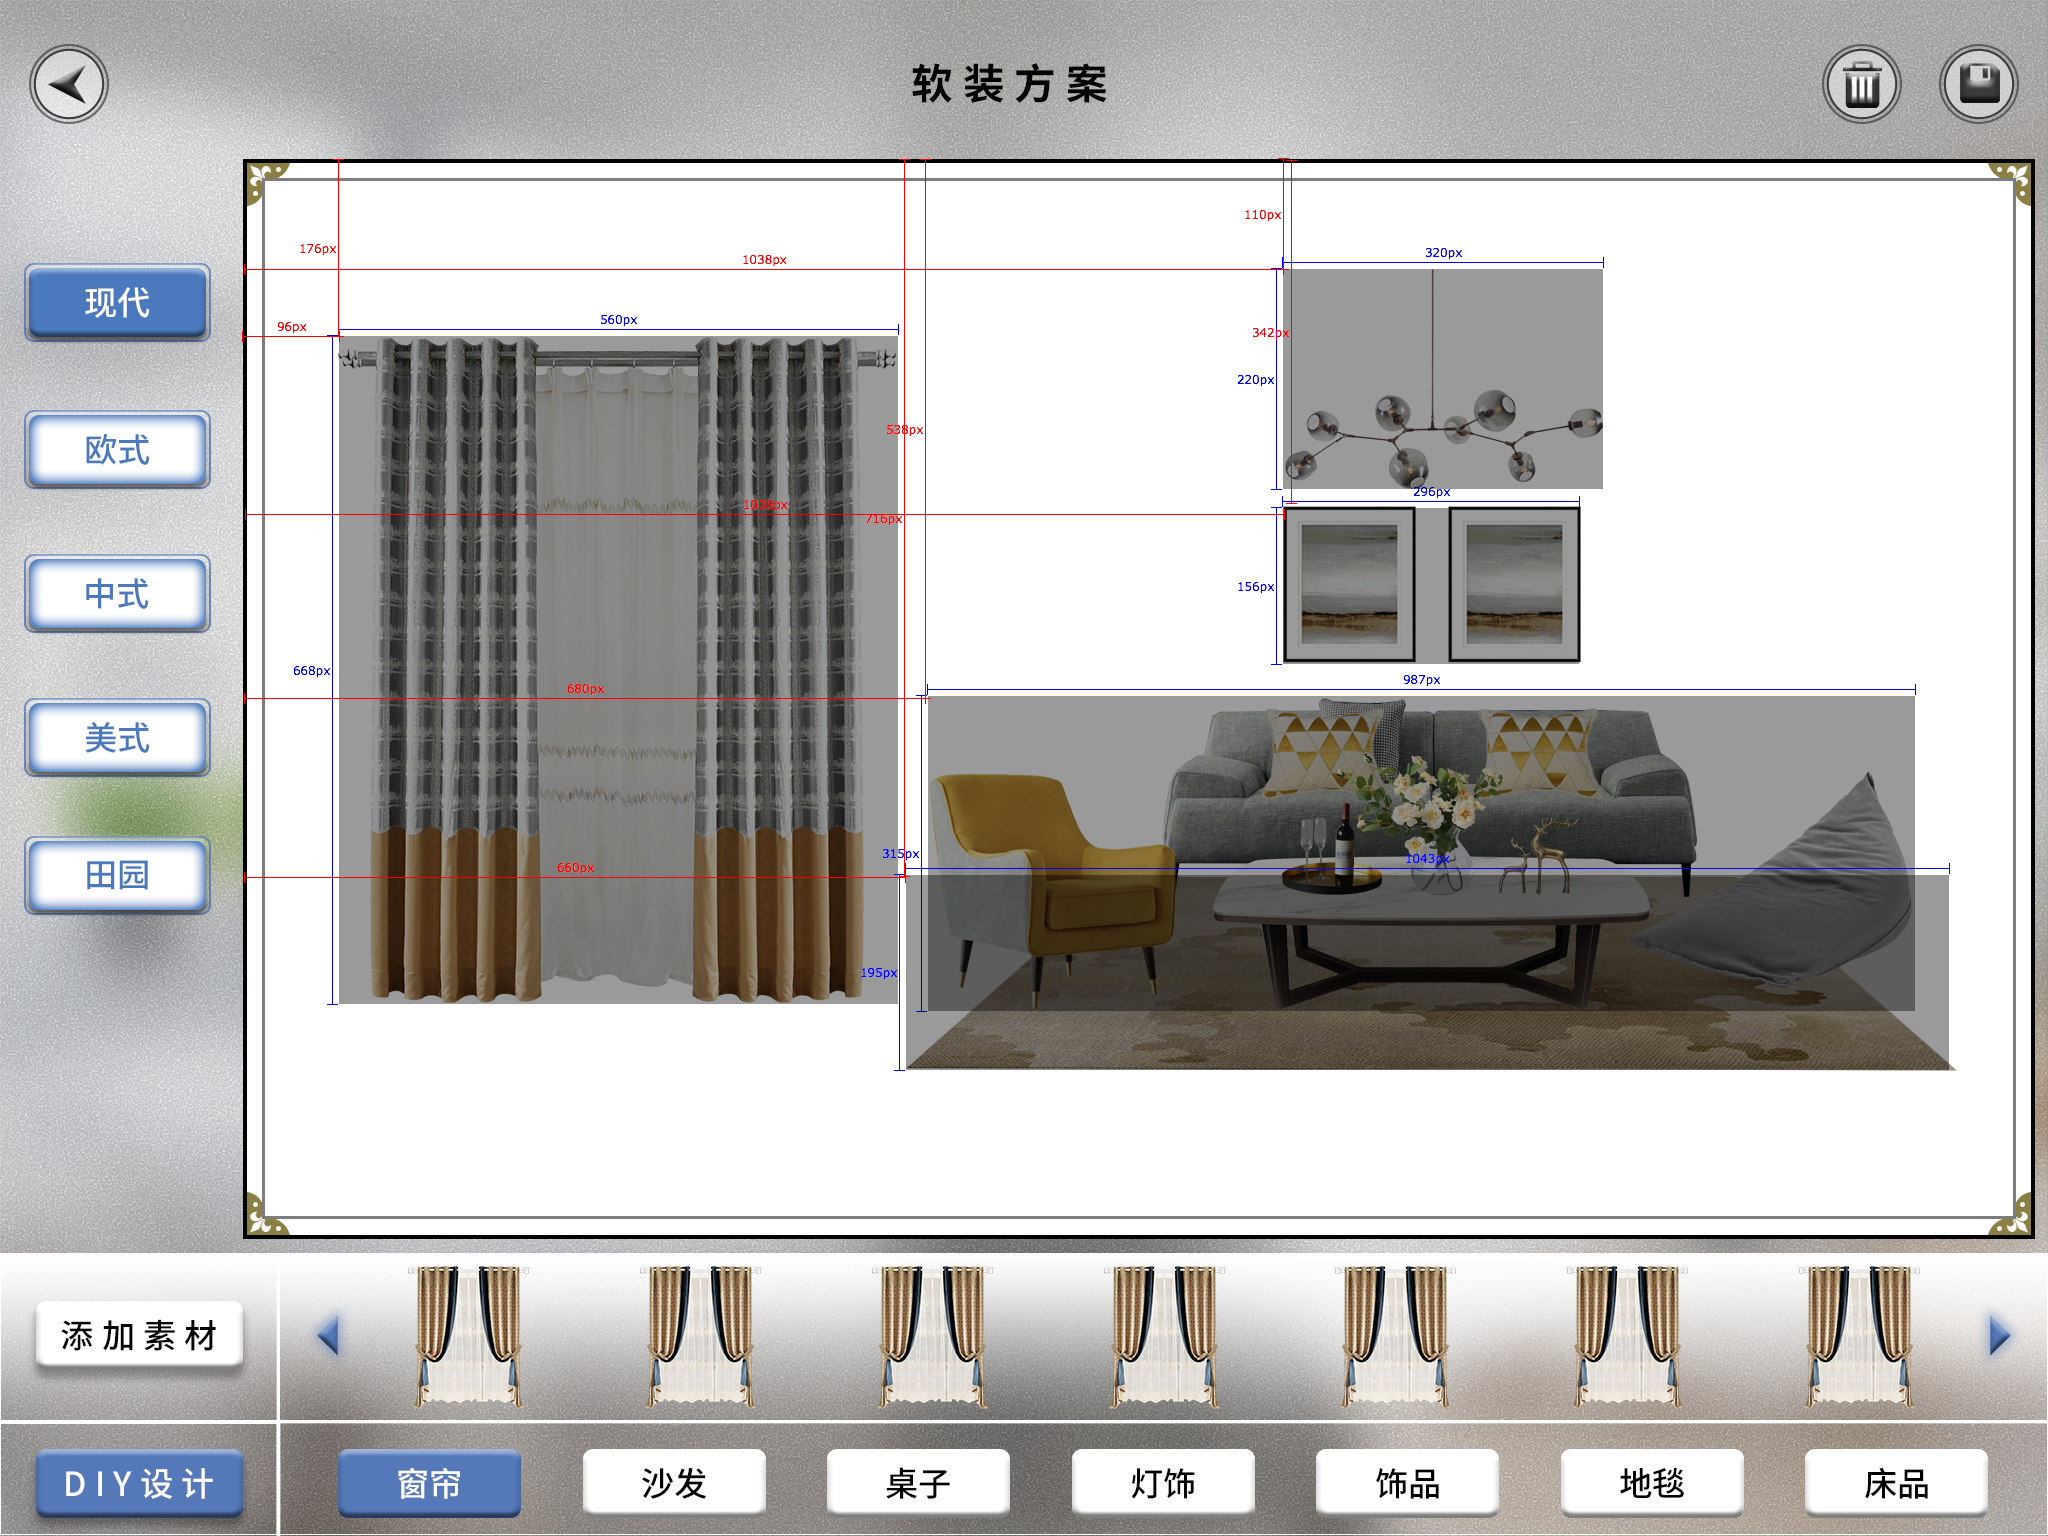 软装方案
110px
176px
320px
1038px
现代
560px
96px
342px
220px
538px
欧式
296px
1038px
716px
156px
中式
668px
987px
680px
美式
315px
1043px
660px
田园
195px
添加素材
DIY设计
窗帘
沙发
桌子
灯饰
饰品
地毯
床品